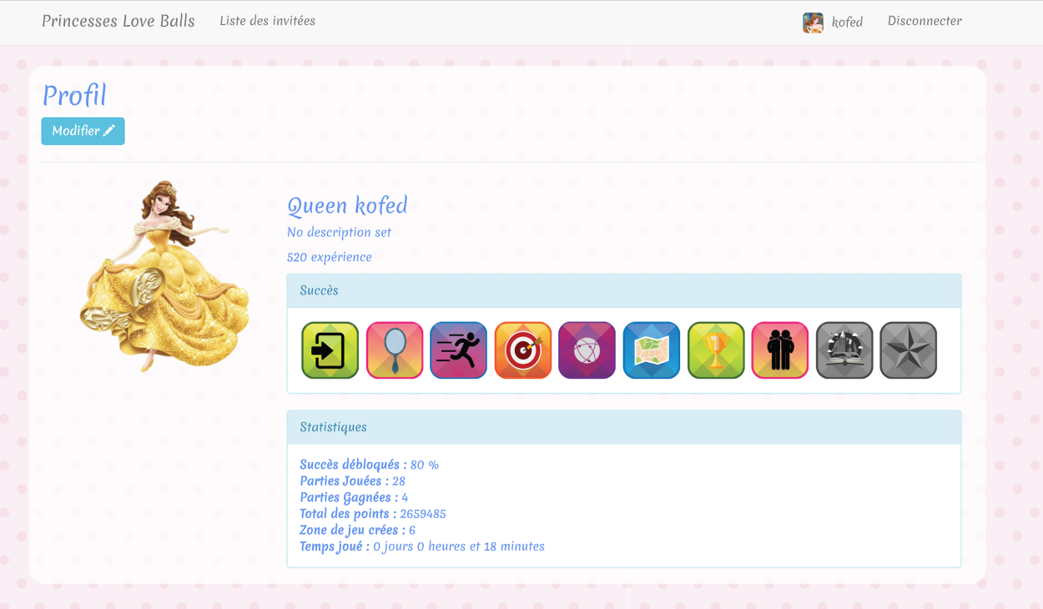 Princesses Love Balls Liste des invitées kofed Disconnecter
Profil
Modifier
Queen kofed
No description set
520 expérience
Succès
Statistiques
Succès débloqués : 80 %
Parties Jouées : 28
Parties Gagnées : 4
Total des points : 2659485
Zone de jeu crées : 6
Temps joué : 0 jours 0 heures et 18 minutes